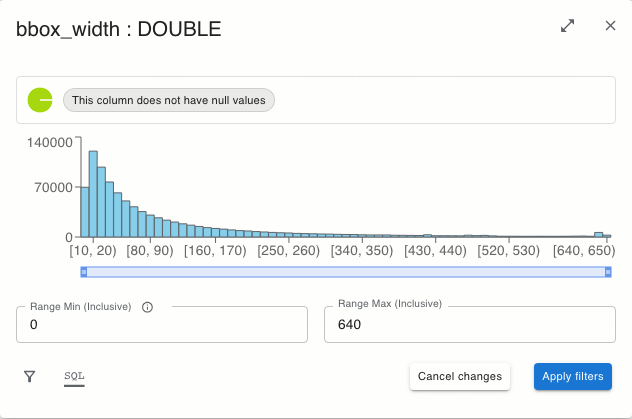 bbox_width : DOUBLE
This column does not have null values
140000
70000
0
[10, 20) [80, 90) [160, 170) [250, 260) [340, 350) [430, 440) [520, 530) [640, 650)
Range Min (Inclusive)
0
Range Max (Inclusive)
640
SQL
Cancel changes
Apply filters